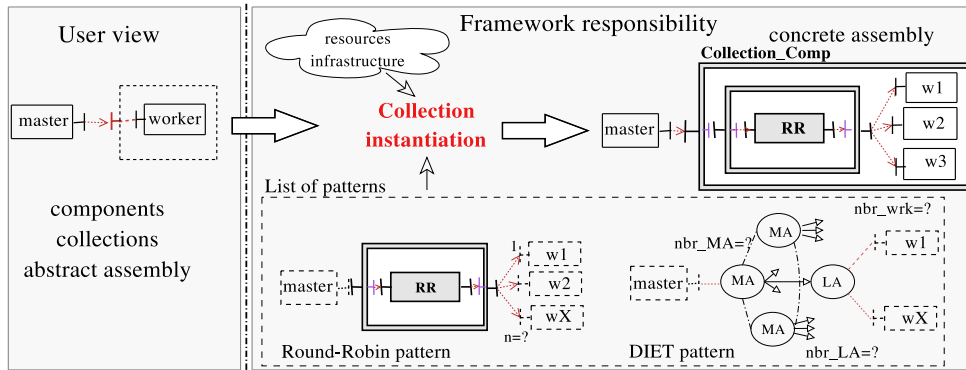 User view
master
worker
components
collections
abstract assembly
Framework responsibility
resources
infrastructure
Collection
instantiation
concrete assembly
Collection_Comp
master
RR
w1
w2
w3
List of patterns
master
RR
1
w1
w2
wX
n=?
Round-Robin pattern
nbr_wrk=?
nbr_MA=?
MA
w1
master
MA
LA
MA
wX
nbr_LA=?
DIET pattern